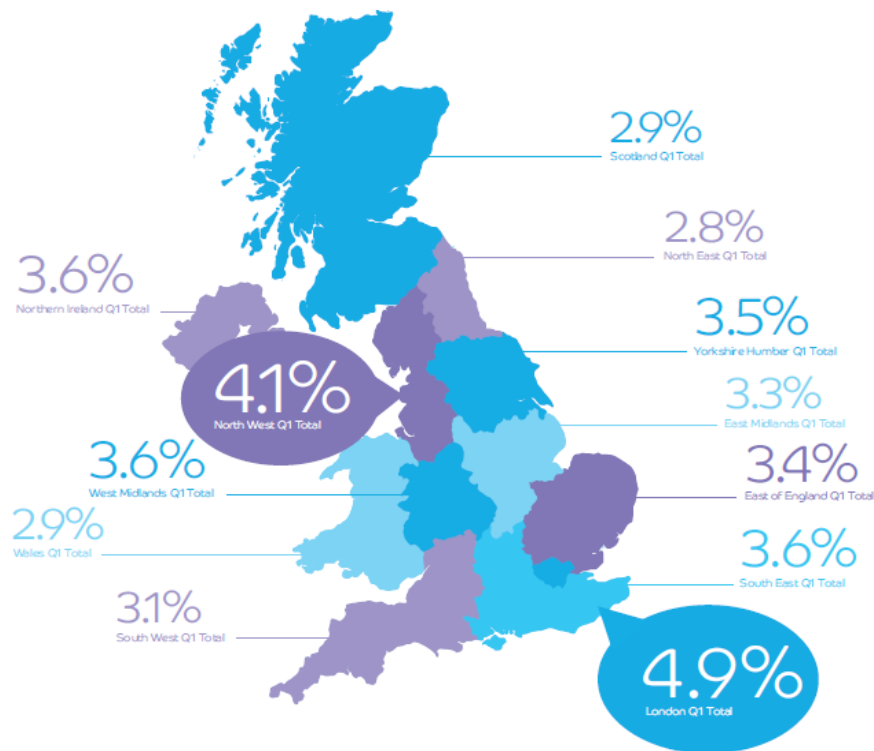 2.9%
Scotland Q1 Total
2.8%
North East Q1 Total
3.6%
Northern Ireland Q1 Total
3.5%
Yorkshire Humber Q1 Total
4.1%
North West Q1 Total
3.3%
East Midlands Q1 Total
3.6%
West Midlands Q1 Total
3.4%
East of England Q1 Total
2.9%
Wales Q1 Total
3.6%
South East Q1 Total
3.1%
South West Q1 Total
4.9%
London Q1 Total